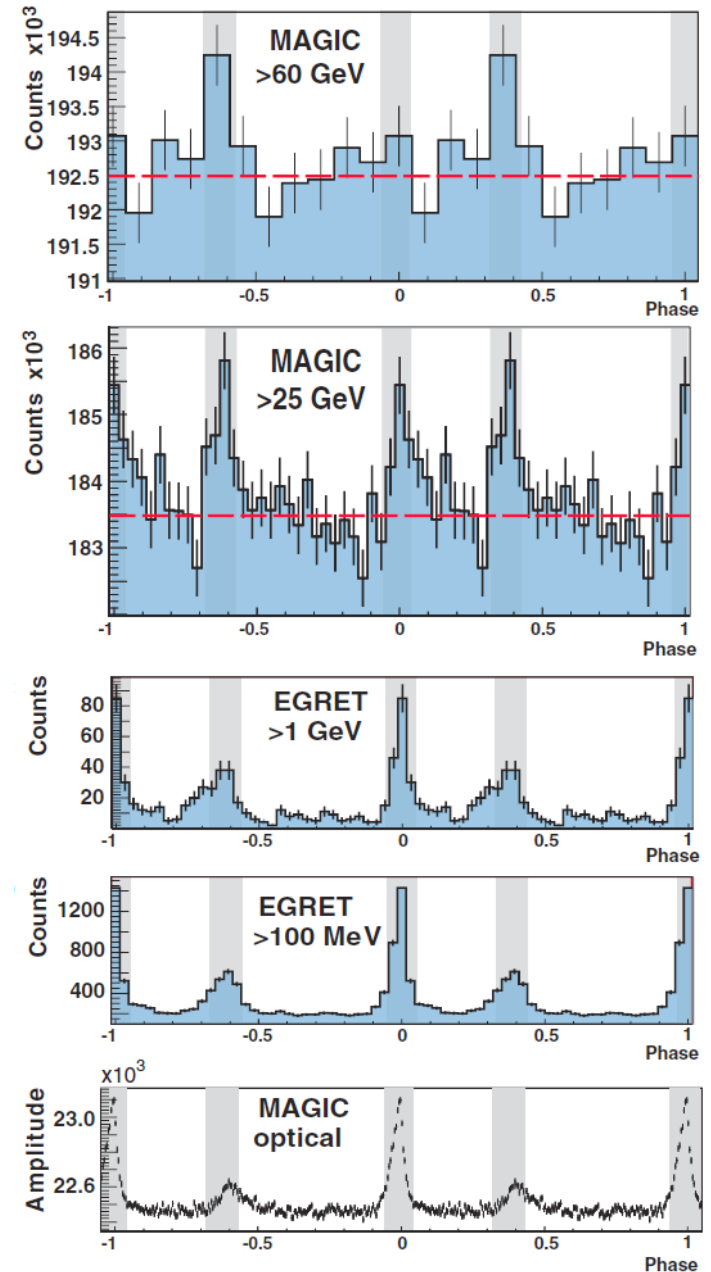 Counts x10³
194.5
194
193.5
193
192.5
192
191.5
191
MAGIC
>60 GeV
-1 -0.5 0 0.5 1
Phase
Counts x10³
186
185
184
183
MAGIC
>25 GeV
-1 -0.5 0 0.5 1
Phase
Counts
80
60
40
20
EGRET
>1 GeV
-1 -0.5 0 0.5 1
Phase
Counts
1200
800
400
EGRET
>100 MeV
-1 -0.5 0 0.5 1
Phase
x10³
Amplitude
23.0
22.6
MAGIC
optical
-1 -0.5 0 0.5 1
Phase